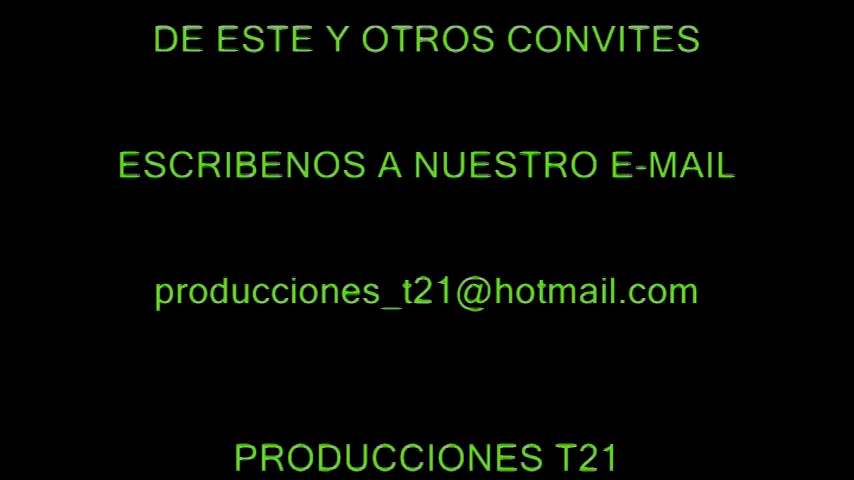 DE ESTE Y OTROS CONVITES
ESCRIBENOS A NUESTRO E-MAIL
producciones_t21@hotmail.com
PRODUCCIONES T21